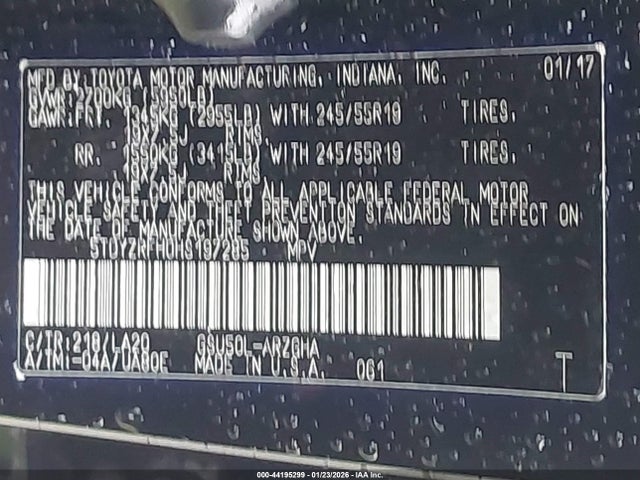 MFD BY TOYOTA MOTOR MANUFACTURING, INDIANA, INC. 01/17
GVWR:2700KG (5950LB)
GAWR:FRT. 1345KG (2955LB) WITH 245/55R19 TIRES,
19X7.5J RIMS
RR. 1550KG (3415LB) WITH 245/55R19 TIRES,
19X7.5J RIMS
THIS VEHICLE CONFORMS TO ALL APPLICABLE FEDERAL MOTOR
VEHICLE SAFETY AND THEFT PREVENTION STANDARDS IN EFFECT ON
THE DATE OF MANUFACTURE SHOWN ABOVE.
5TDYZRFH0HS197295 MPV
C/TR:218/LA20 GSU50L-ARZGHA
A/TM:-04A/UA80E MADE IN U.S.A. 061 T
000-44195299 - 01/23/2026 - IAA Inc.